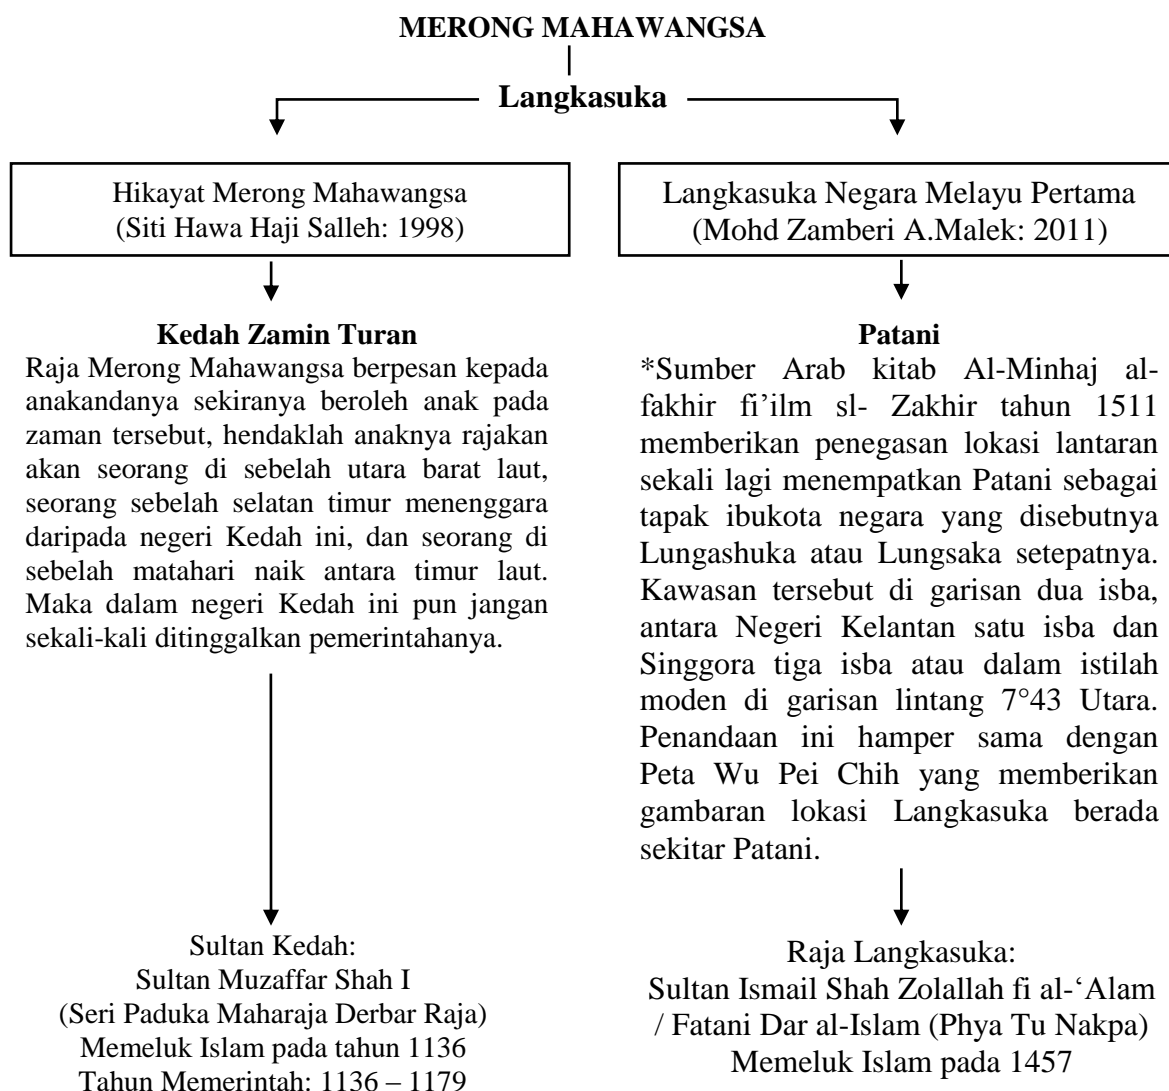 MERONG MAHAWANGSA
Langkasuka
Hikayat Merong Mahawangsa
(Siti Hawa Haji Salleh: 1998)
Kedah Zamin Turan
Raja Merong Mahawangsa berpesan kepada
anakandanya sekiranya beroleh anak pada
zaman tersebut, hendaklah anaknya rajakan
akan seorang di sebelah utara barat laut,
seorang sebelah selatan timur menenggara
daripada negeri Kedah ini, dan seorang di
sebelah matahari naik antara timur laut.
Maka dalam negeri Kedah ini pun jangan
sekali-kali ditinggalkan pemerintahanya.
Sultan Kedah:
Sultan Muzaffar Shah I
(Seri Paduka Maharaja Derbar Raja)
Memeluk Islam pada tahun 1136
Tahun Memerintah: 1136 – 1179
Langkasuka Negara Melayu Pertama
(Mohd Zamberi A.Malek: 2011)
Patani
*Sumber Arab kitab Al-Minhaj al-
fakhir fi’ilm sl- Zakhir tahun 1511
memberikan penegasan lokasi lantaran
sekali lagi menempatkan Patani sebagai
tapak ibukota negara yang disebutnya
Lungashuka atau Lungsaka setepatnya.
Kawasan tersebut di garisan dua isba,
antara Negeri Kelantan satu isba dan
Singgora tiga isba atau dalam istilah
moden di garisan lintang 7°43 Utara.
Penandaan ini hamper sama dengan
Peta Wu Pei Chih yang memberikan
gambaran lokasi Langkasuka berada
sekitar Patani.
Raja Langkasuka:
Sultan Ismail Shah Zolallah fi al-‘Alam
/ Fatani Dar al-Islam (Phya Tu Nakpa)
Memeluk Islam pada 1457